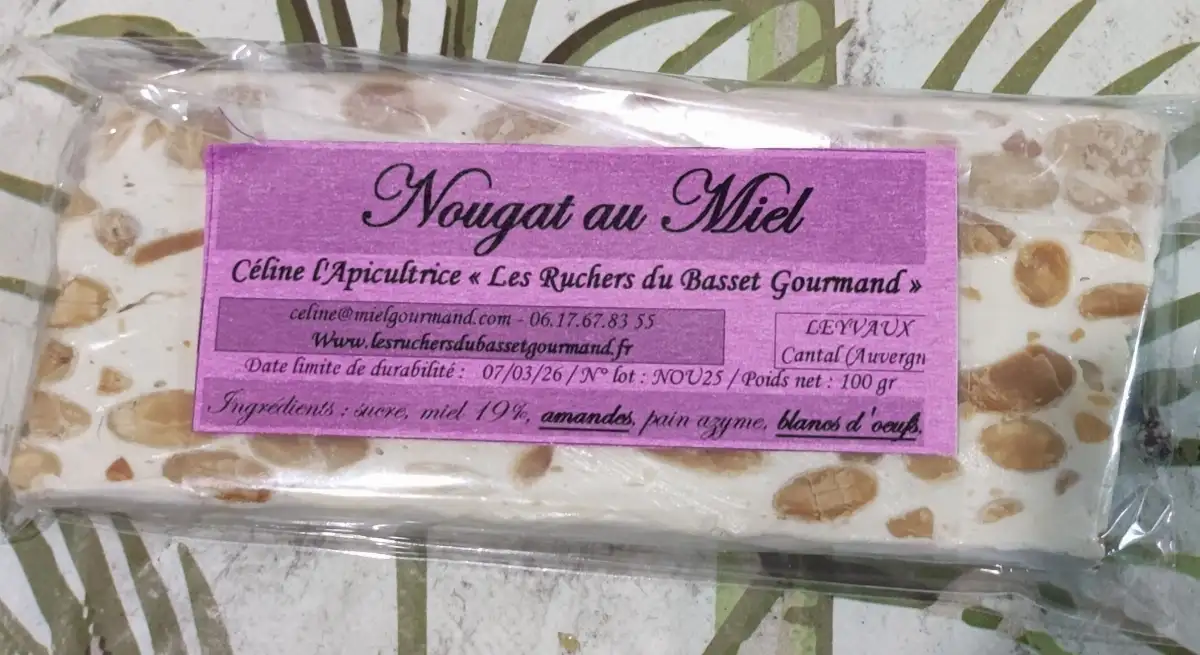 Nougat au Miel
Céline l'Apicultrice « Les Ruchers du Basset Gourmand »
celine@mielgourmand.com - 06.17.67.83 55
Www.lesruchersdubassetgourmand.fr
LEYVAUX
Cantal (Auvergn
Date limite de durabilité : 07/03/26 / N° lot : NOU25 / Poids net : 100 gr
Ingrédients : sucre, miel 19%, amandes, pain azyme, blancs d'oeufs,